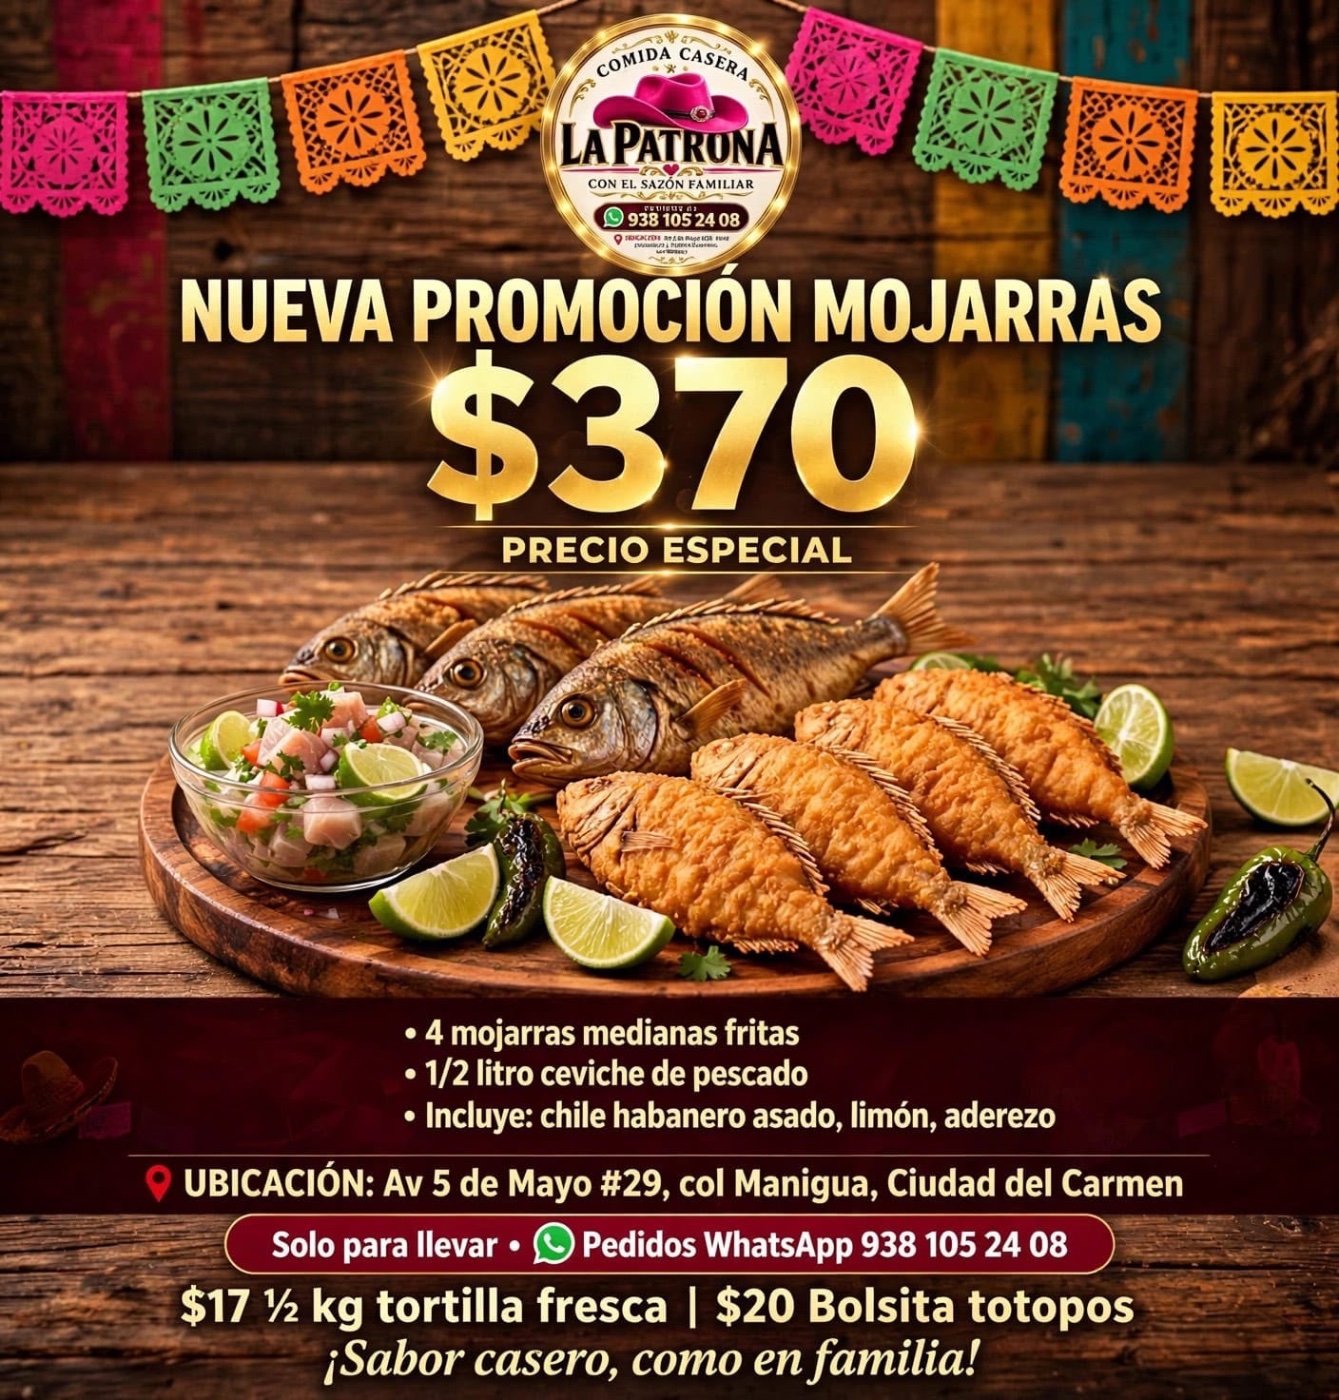 COMIDA CASERA
LA PATRONA
CON EL SAZÓN FAMILIAR
938 105 24 08
UBICACIÓN:
NUEVA PROMOCIÓN MOJARRAS
$370
PRECIO ESPECIAL
• 4 mojarras medianas fritas
• 1/2 litro ceviche de pescado
• Incluye: chile habanero asado, limón, aderezo
UBICACIÓN: Av 5 de Mayo #29, col Manigua, Ciudad del Carmen
Solo para llevar • Pedidos WhatsApp 938 105 24 08
$17 ½ kg tortilla fresca | $20 Bolsita totopos
¡Sabor casero, como en familia!